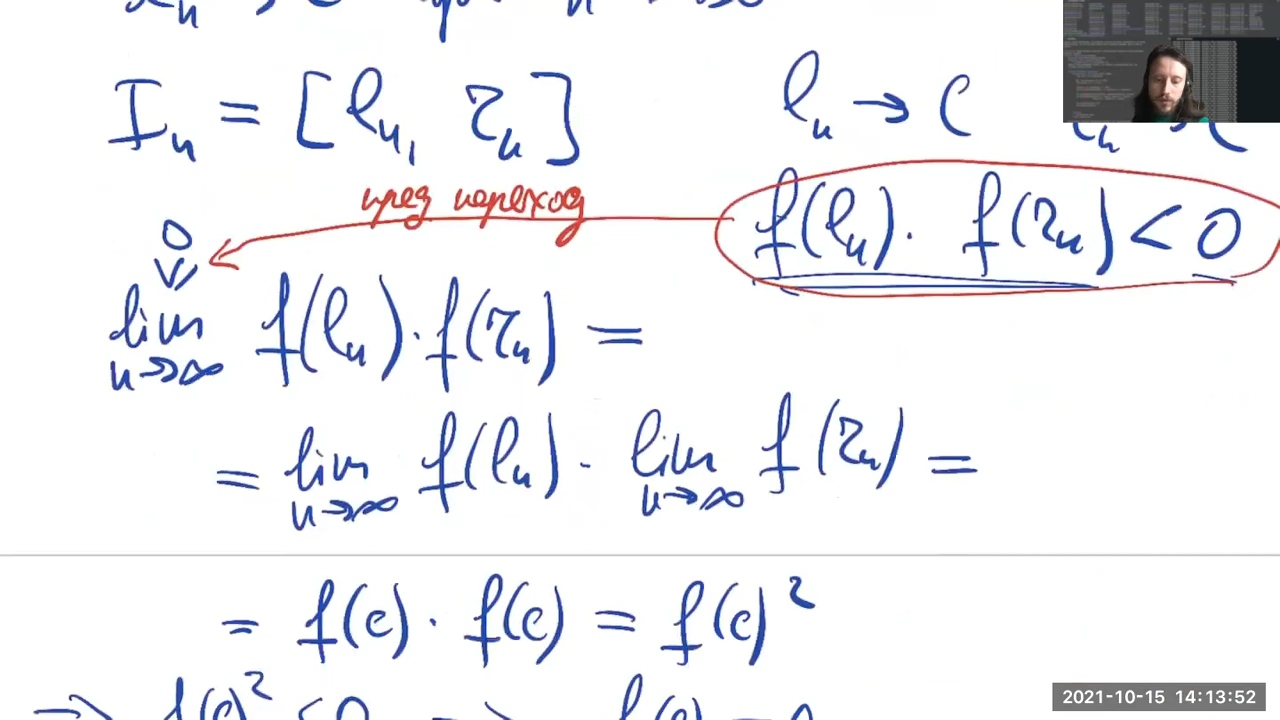 Iₙ = [lₙ, rₙ]
lₙ → c
f(lₙ) · f(rₙ) < 0
пред переход
0
lim n→∞ f(lₙ) · f(rₙ) =
= lim n→∞ f(lₙ) · lim n→∞ f(rₙ) =
= f(c) · f(c) = f(c)²
2021-10-15 14:13:52